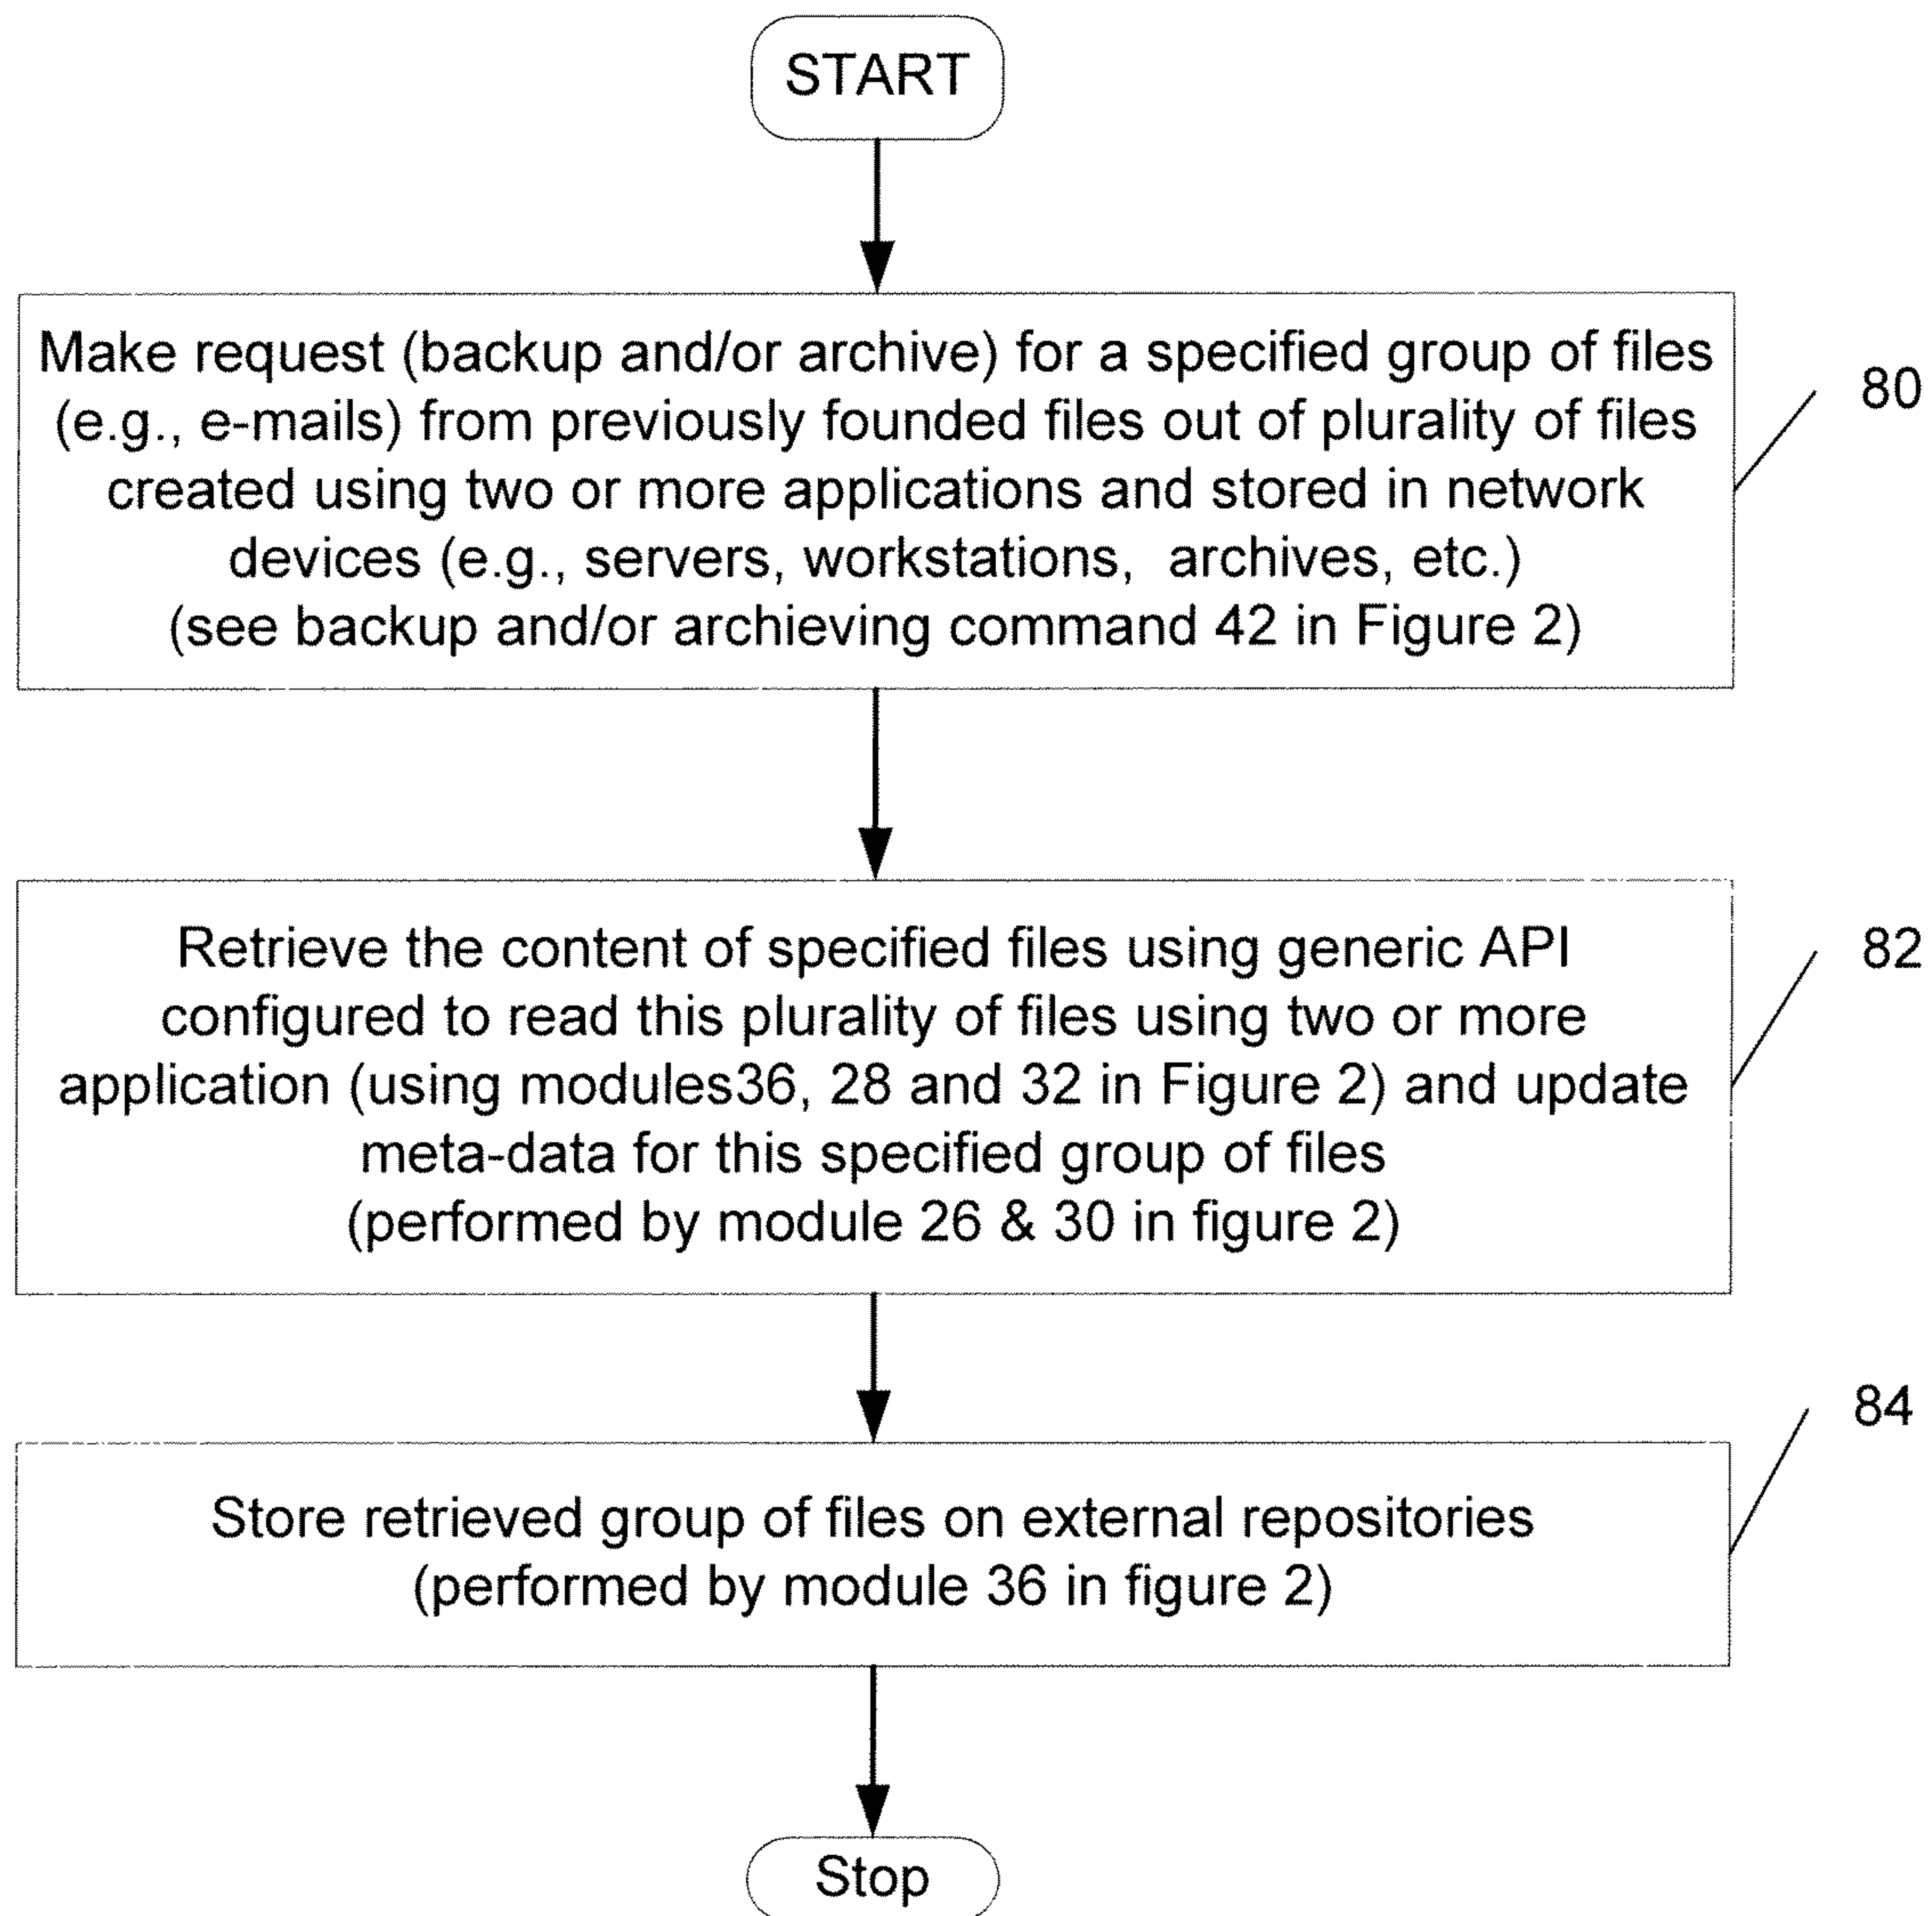 START
Make request (backup and/or archive) for a specified group of files
(e.g., e-mails) from previously founded files out of plurality of files
created using two or more applications and stored in network
devices (e.g., servers, workstations, archives, etc.)
(see backup and/or archieving command 42 in Figure 2)
80
Retrieve the content of specified files using generic API
configured to read this plurality of files using two or more
application (using modules36, 28 and 32 in Figure 2) and update
meta-data for this specified group of files
(performed by module 26 & 30 in figure 2)
82
Store retrieved group of files on external repositories
(performed by module 36 in figure 2)
84
Stop